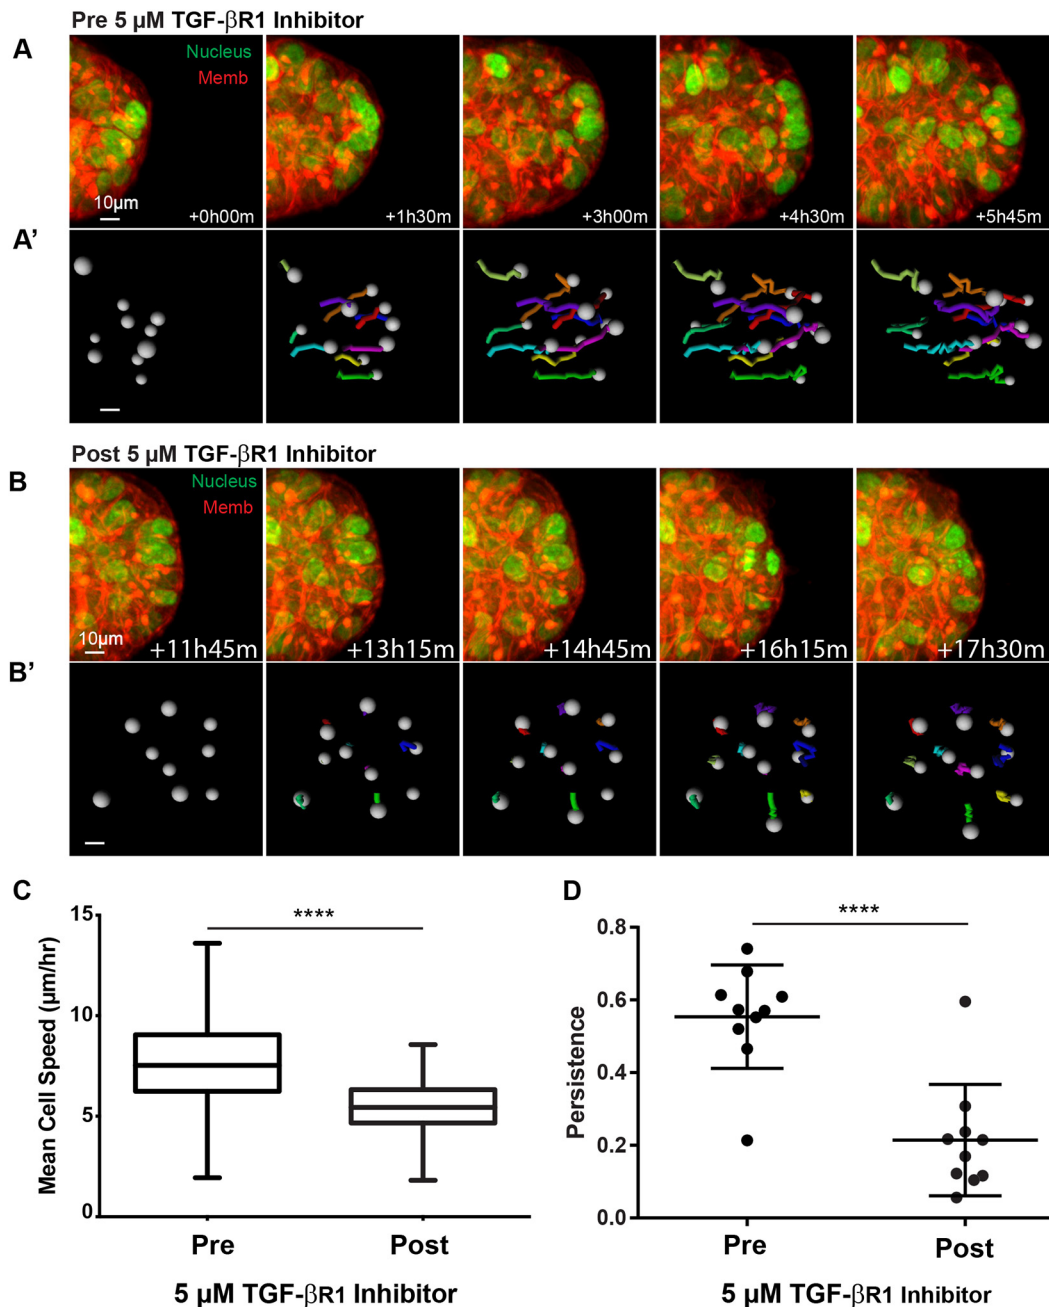 Pre 5 μM TGF-βR1 Inhibitor
A
Nucleus
Memb
10μm
+0h00m
+1h30m
+3h00m
+4h30m
+5h45m
A’
Post 5 μM TGF-βR1 Inhibitor
B
Nucleus
Memb
10μm
+11h45m
+13h15m
+14h45m
+16h15m
+17h30m
B’
C
****
Mean Cell Speed (μm/hr)
15
10
5
0
Pre
Post
5 μM TGF-βR1 Inhibitor
D
****
Persistence
0.8
0.6
0.4
0.2
0.0
Pre
Post
5 μM TGF-βR1 Inhibitor